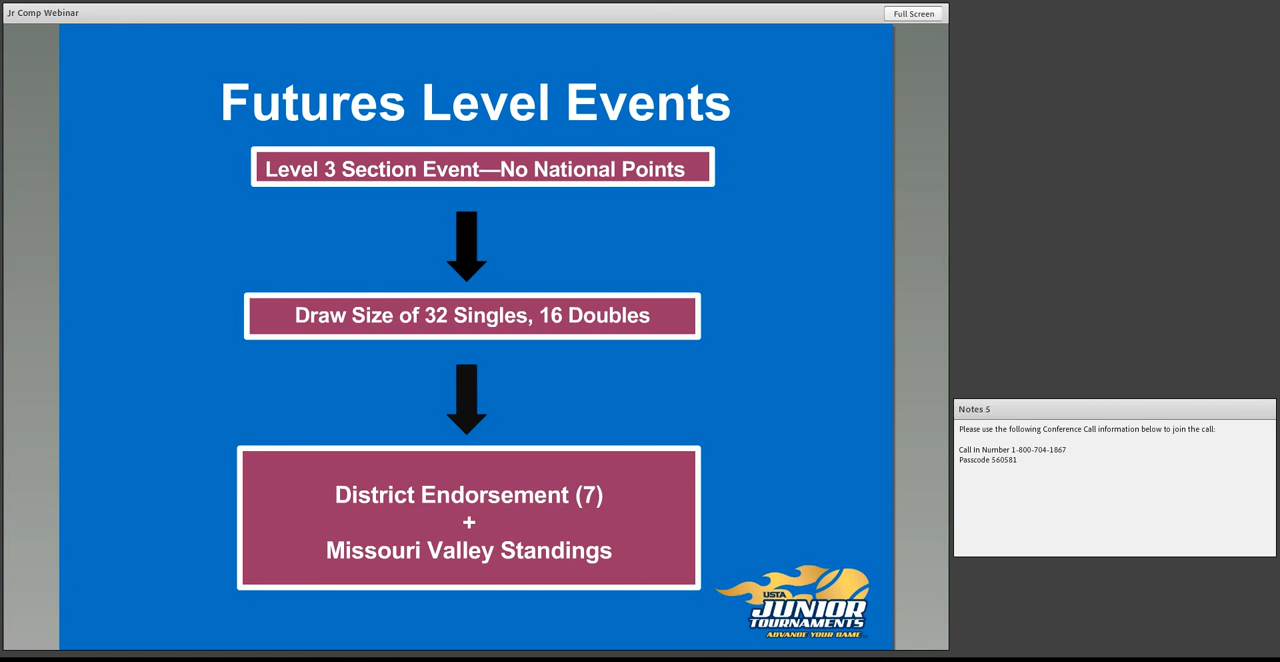 Jr Comp Webinar
Full Screen
Futures Level Events
Level 3 Section Event—No National Points
Draw Size of 32 Singles, 16 Doubles
District Endorsement (7)
+
Missouri Valley Standings
USTA
JUNIOR
TOURNAMENTS
ADVANCE YOUR GAME
Notes 5
Please use the following Conference Call information below to join the call:
Call In Number 1-800-704-1867
Passcode 560581